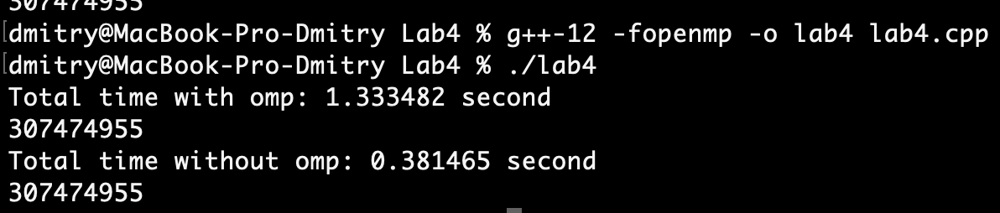 307474955
[dmitry@MacBook-Pro-Dmitry Lab4 % g++-12 -fopenmp -o lab4 lab4.cpp
[dmitry@MacBook-Pro-Dmitry Lab4 % ./lab4
Total time with omp: 1.333482 second
307474955
Total time without omp: 0.381465 second
307474955